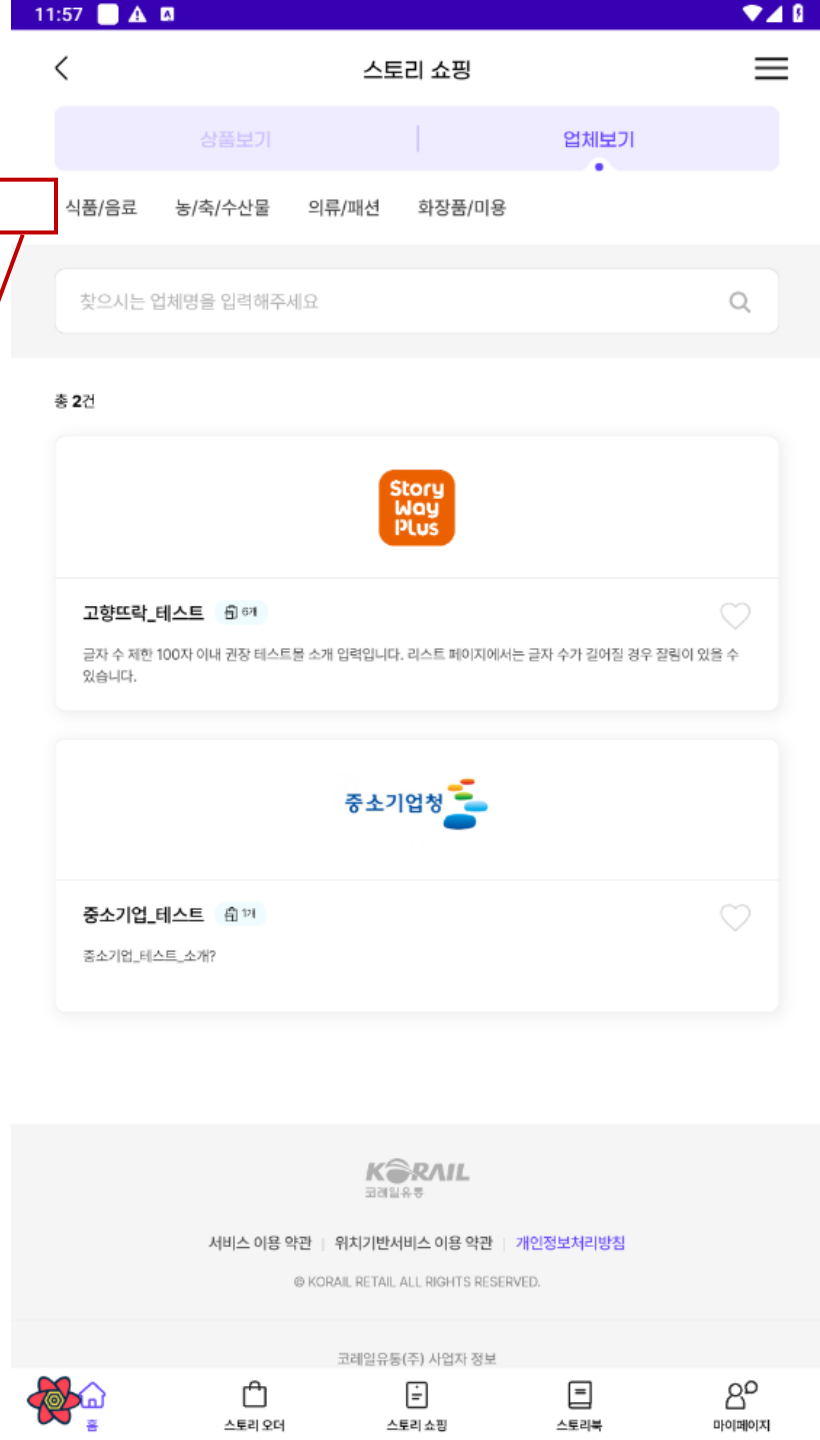 11:57
스토리 쇼핑
상품보기
업체보기
식품/음료 농/축/수산물 의류/패션 화장품/미용
찾으시는 업체명을 입력해주세요
총 2건
Story
Way
Plus
고향뜨락_테스트 6개
글자 수 제한 100자 이내 권장 테스트몰 소개 입력입니다. 리스트 페이지에서는 글자 수가 길어질 경우 잘림이 있을 수
있습니다.
중소기업청
중소기업_테스트 1개
중소기업_테스트_소개?
KORAIL
코레일유통
서비스 이용 약관 | 위치기반서비스 이용 약관 | 개인정보처리방침
© KORAIL RETAIL ALL RIGHTS RESERVED.
코레일유통(주) 사업자 정보
홈 스토리 오더 스토리 쇼핑 스토리북 마이페이지